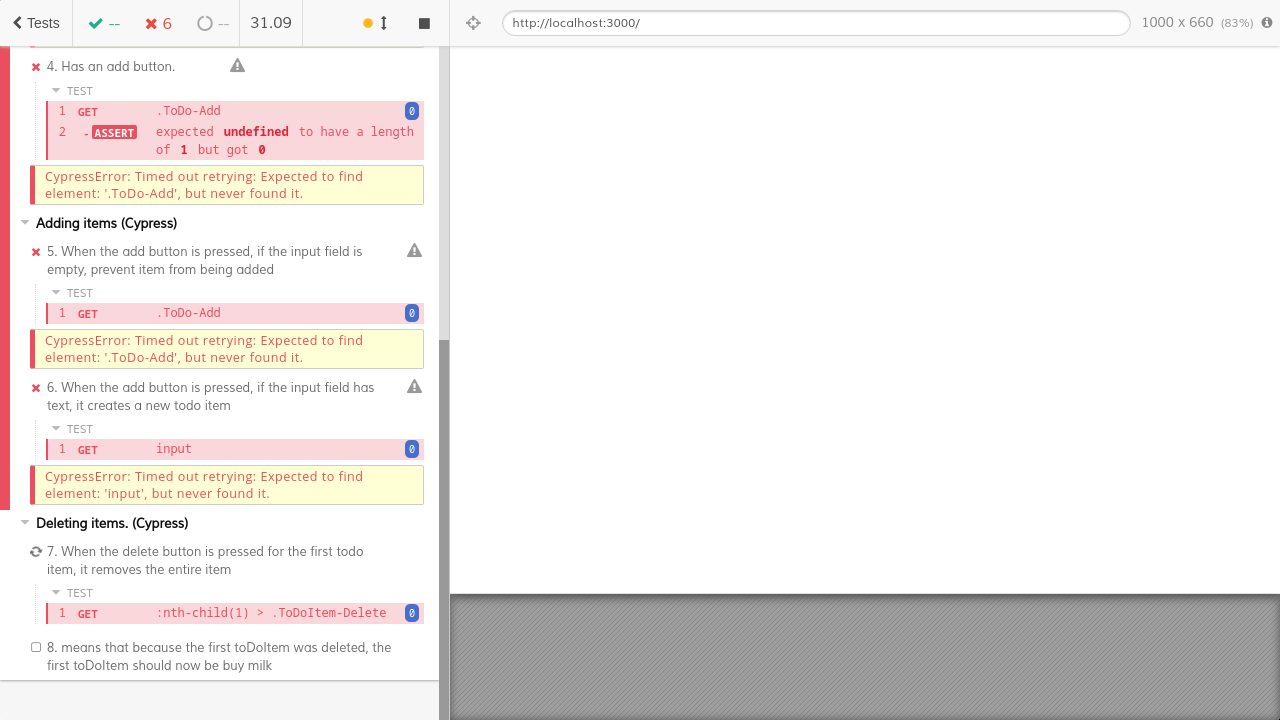 Tests
--
6
--
31.09
http://localhost:3000/
1000 x 660 (83%)
4. Has an add button.
TEST
1 GET .ToDo-Add 0
2 -ASSERT expected undefined to have a length
of 1 but got 0
CypressError: Timed out retrying: Expected to find
element: '.ToDo-Add', but never found it.
Adding items (Cypress)
5. When the add button is pressed, if the input field is
empty, prevent item from being added
TEST
1 GET .ToDo-Add 0
CypressError: Timed out retrying: Expected to find
element: '.ToDo-Add', but never found it.
6. When the add button is pressed, if the input field has
text, it creates a new todo item
TEST
1 GET input 0
CypressError: Timed out retrying: Expected to find
element: 'input', but never found it.
Deleting items. (Cypress)
7. When the delete button is pressed for the first todo
item, it removes the entire item
TEST
1 GET :nth-child(1) > .ToDoItem-Delete 0
8. means that because the first toDoItem was deleted, the
first toDoItem should now be buy milk